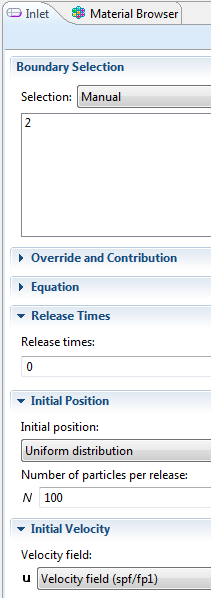 Inlet
Material Browser
Boundary Selection
Selection: Manual
2
Override and Contribution
Equation
Release Times
Release times:
0
Initial Position
Initial position:
Uniform distribution
Number of particles per release:
N 100
Initial Velocity
Velocity field:
u Velocity field (spf/fp1)